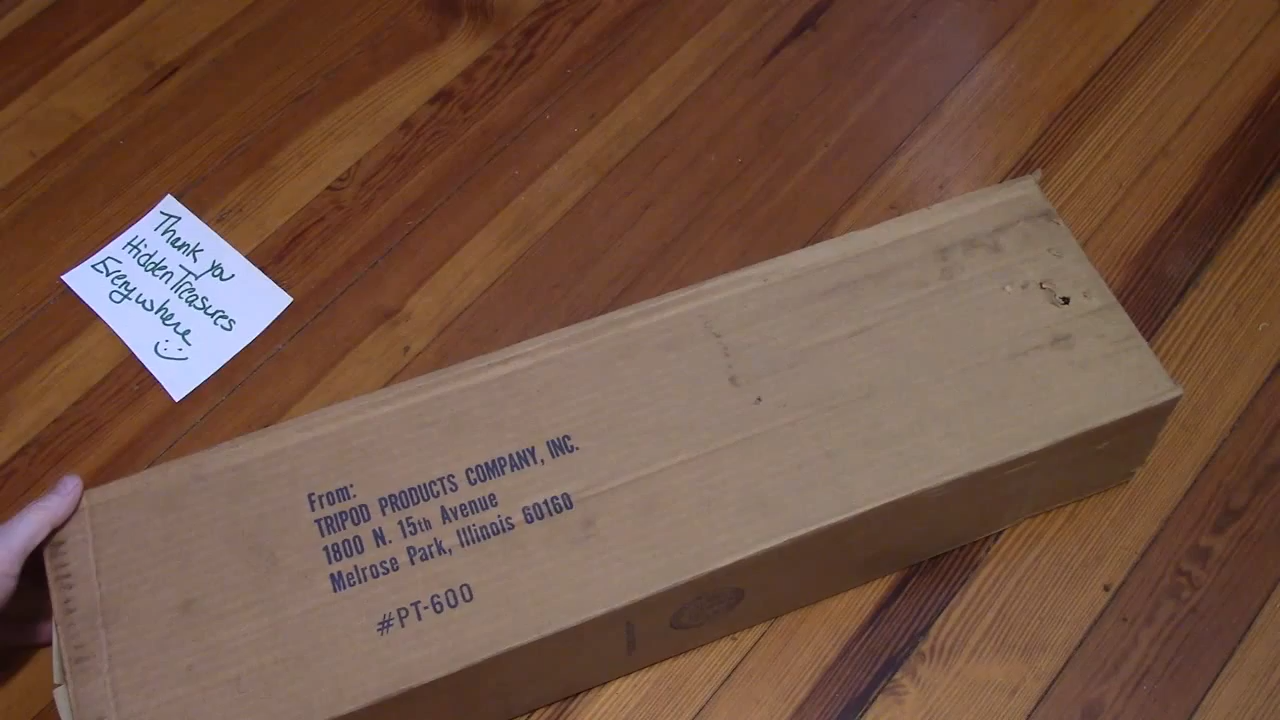 Thank you
Hidden Treasures
Everywhere
From:
TRIPOD PRODUCTS COMPANY, INC.
1800 N. 15th Avenue
Melrose Park, Illinois 60160
#PT-600